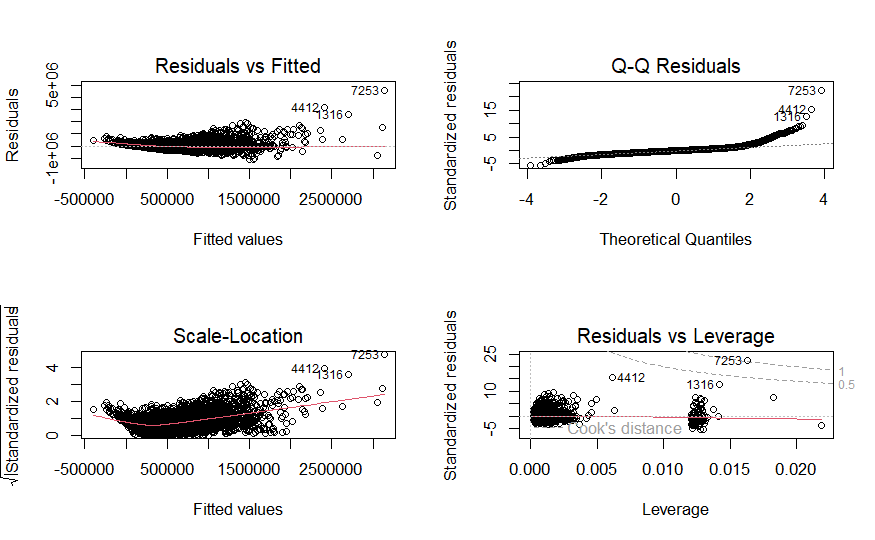 Residuals vs Fitted
Residuals
-1e+06
5e+06
7253
4412
1316
-500000
500000
1500000
2500000
Fitted values
Q-Q Residuals
Standardized residuals
-5
5
15
7253
4412
1316
-4
-2
0
2
4
Theoretical Quantiles
Scale-Location
√|Standardized residuals|
0
2
4
7253
4412
1316
-500000
500000
1500000
2500000
Fitted values
Residuals vs Leverage
Standardized residuals
-5
10
25
7253
4412
1316
1
0.5
Cook's distance
0.000
0.005
0.010
0.015
0.020
Leverage